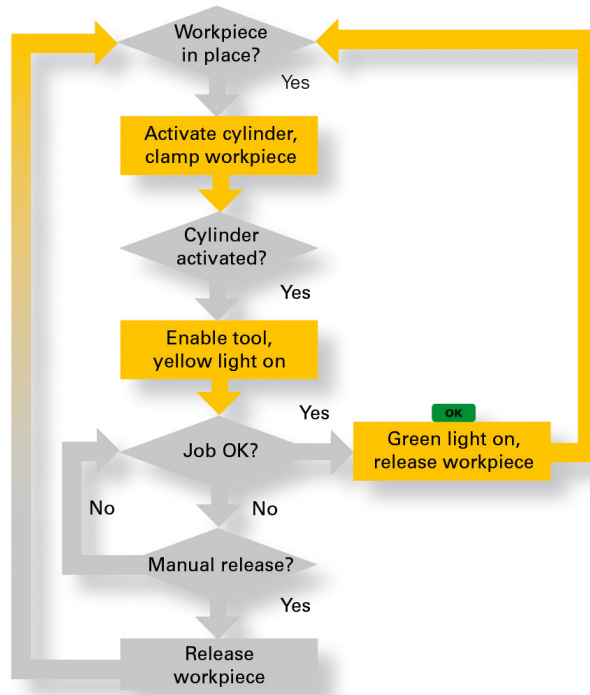 Workpiece
in place?
Yes
Activate cylinder,
clamp workpiece
Cylinder
activated?
Yes
Enable tool,
yellow light on
Yes
OK
Job OK?
Green light on,
release workpiece
No
No
Manual release?
Yes
Release
workpiece